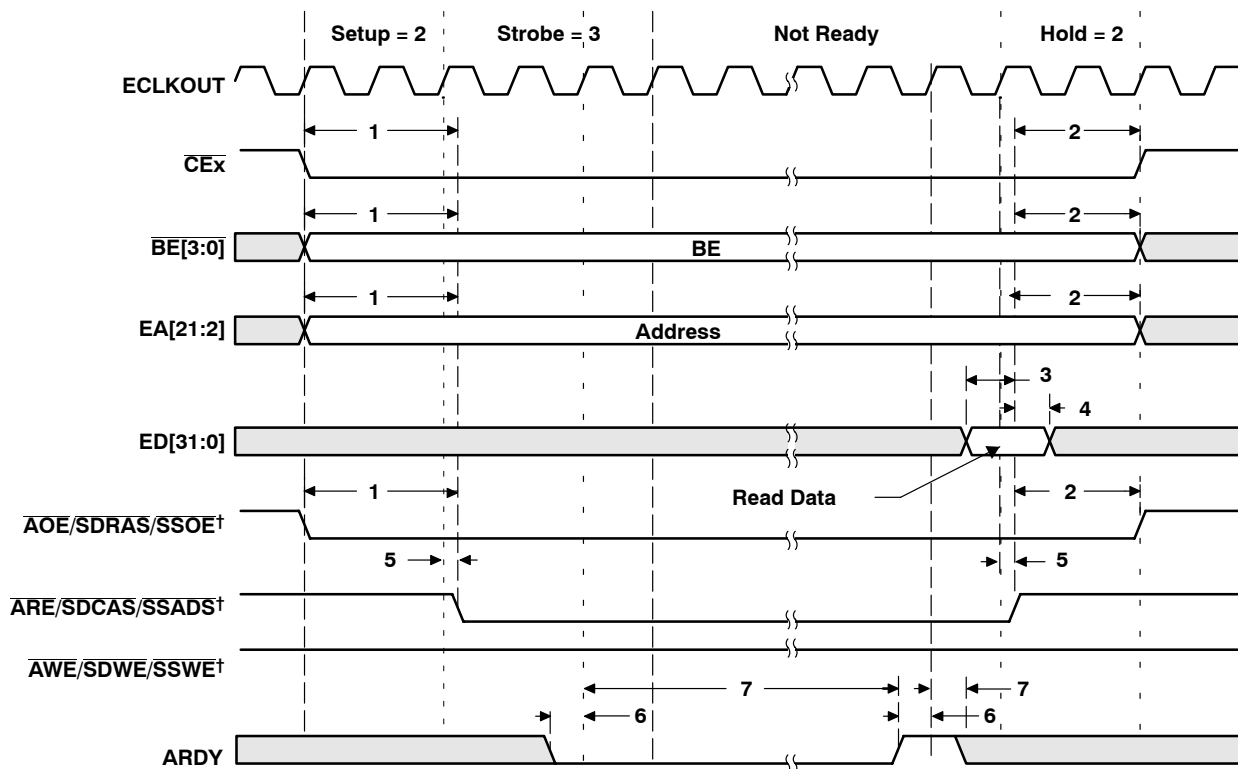 Setup = 2 Strobe = 3 Not Ready Hold = 2
ECLKOUT
1 2
CEx
1 2
BE[3:0] BE
1 2
EA[21:2] Address
3
4
ED[31:0]
Read Data
1 2
AOE/SDRAS/SSOE†
5 5
ARE/SDCAS/SSADS†
AWE/SDWE/SSWE†
7 7
6 6
ARDY